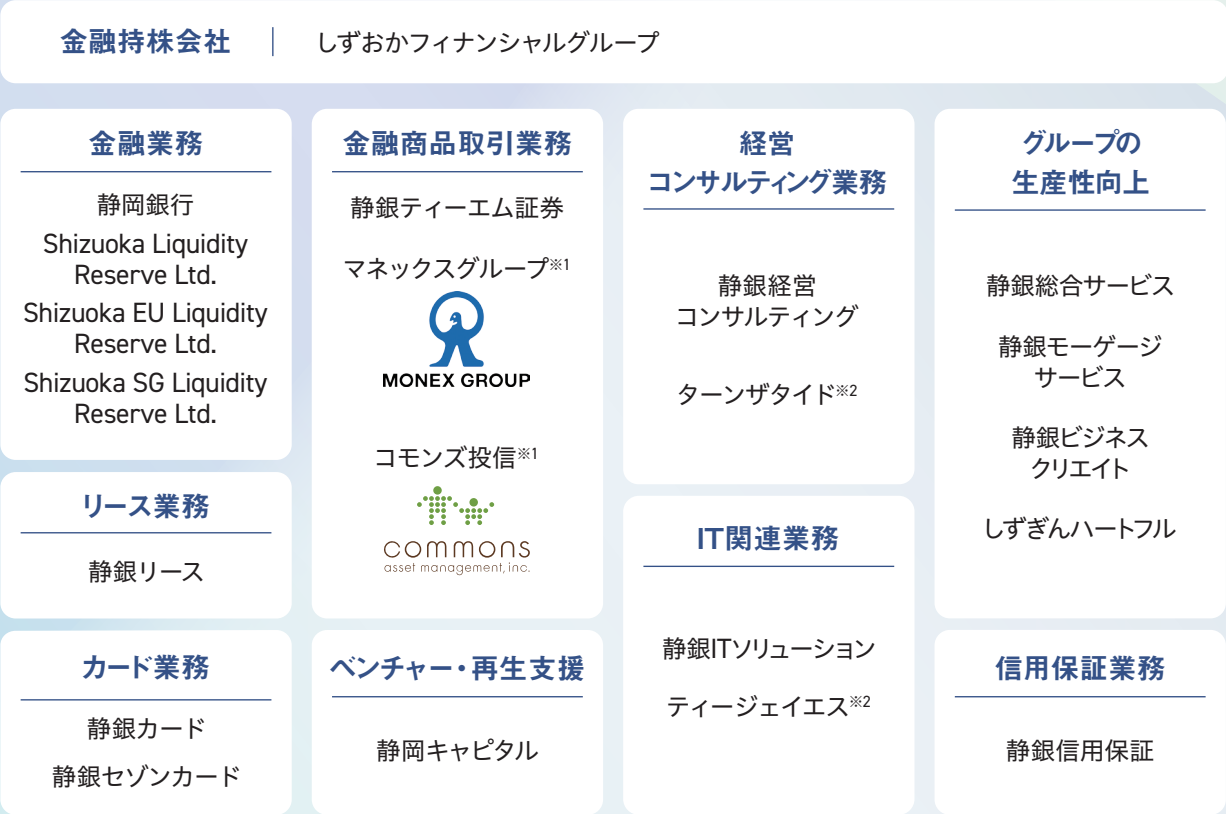 金融持株会社 | しずおかフィナンシャルグループ
金融業務
静岡銀行
Shizuoka Liquidity
Reserve Ltd.
Shizuoka EU Liquidity
Reserve Ltd.
Shizuoka SG Liquidity
Reserve Ltd.
リース業務
静銀リース
カード業務
静銀カード
静銀セゾンカード
金融商品取引業務
静銀ティーエム証券
マネックスグループ※1
MONEX GROUP
コモンズ投信※1
commons
asset management, inc.
ベンチャー・再生支援
静岡キャピタル
経営
コンサルティング業務
静銀経営
コンサルティング
ターンザタイド※2
IT関連業務
静銀ITソリューション
ティージェイエス※2
グループの
生産性向上
静銀総合サービス
静銀モーゲージ
サービス
静銀ビジネス
クリエイト
しずぎんハートフル
信用保証業務
静銀信用保証